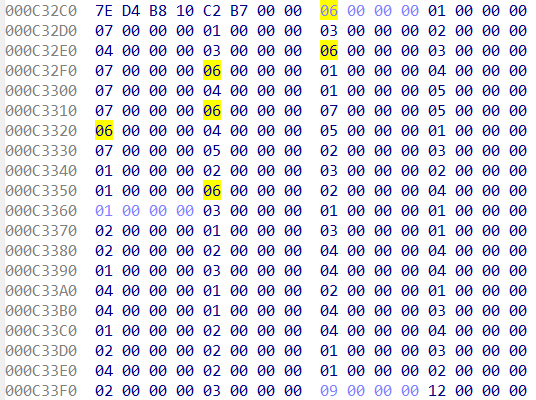 000C32C0 7E D4 B8 10 C2 B7 00 00 06 00 00 00 01 00 00 00
000C32D0 07 00 00 00 01 00 00 00 03 00 00 00 02 00 00 00
000C32E0 04 00 00 00 03 00 00 00 06 00 00 00 03 00 00 00
000C32F0 07 00 00 00 06 00 00 00 01 00 00 00 04 00 00 00
000C3300 07 00 00 00 04 00 00 00 01 00 00 00 05 00 00 00
000C3310 07 00 00 00 06 00 00 00 07 00 00 00 05 00 00 00
000C3320 06 00 00 00 04 00 00 00 05 00 00 00 01 00 00 00
000C3330 07 00 00 00 05 00 00 00 02 00 00 00 03 00 00 00
000C3340 01 00 00 00 02 00 00 00 03 00 00 00 02 00 00 00
000C3350 01 00 00 00 06 00 00 00 02 00 00 00 04 00 00 00
000C3360 01 00 00 00 03 00 00 00 01 00 00 00 01 00 00 00
000C3370 02 00 00 00 01 00 00 00 03 00 00 00 01 00 00 00
000C3380 02 00 00 00 02 00 00 00 04 00 00 00 04 00 00 00
000C3390 01 00 00 00 03 00 00 00 04 00 00 00 03 00 00 00
000C33A0 04 00 00 00 01 00 00 00 02 00 00 00 01 00 00 00
000C33B0 04 00 00 00 01 00 00 00 04 00 00 00 03 00 00 00
000C33C0 01 00 00 00 02 00 00 00 04 00 00 00 04 00 00 00
000C33D0 02 00 00 00 02 00 00 00 01 00 00 00 03 00 00 00
000C33E0 04 00 00 00 02 00 00 00 01 00 00 00 02 00 00 00
000C33F0 02 00 00 00 03 00 00 00 09 00 00 00 12 00 00 00